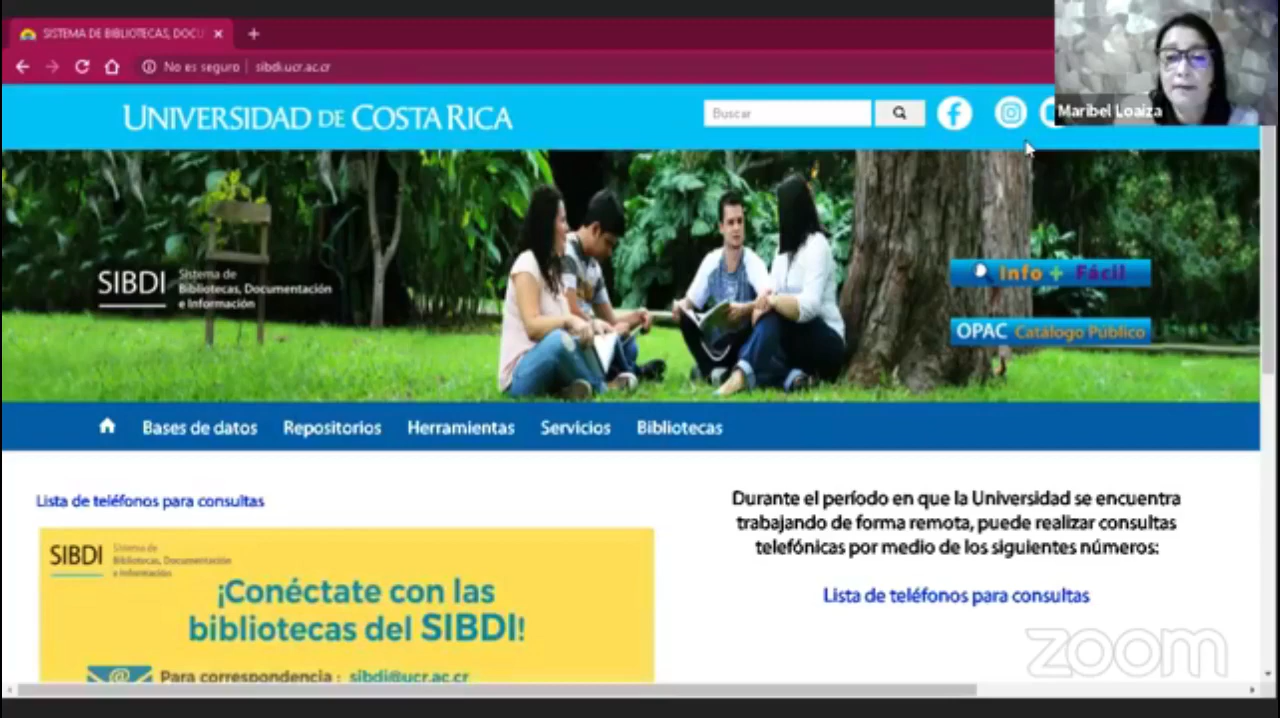 SISTEMA DE BIBLIOTECAS, DOCU
No es seguro | sibdi.ucr.ac.cr
Maribel Loaiza
UNIVERSIDAD DE COSTA RICA
Buscar
SIBDI
Sistema de
Bibliotecas, Documentación
e Información
Info + Fácil
OPAC Catálogo Público
Bases de datos
Repositorios
Herramientas
Servicios
Bibliotecas
Lista de teléfonos para consultas
SIBDI
Sistema de
Bibliotecas, Documentación
e Información
¡Conéctate con las
bibliotecas del SIBDI!
Para correspondencia : sibdi@ucr.ac.cr
Durante el período en que la Universidad se encuentra
trabajando de forma remota, puede realizar consultas
telefónicas por medio de los siguientes números:
Lista de teléfonos para consultas
zoom